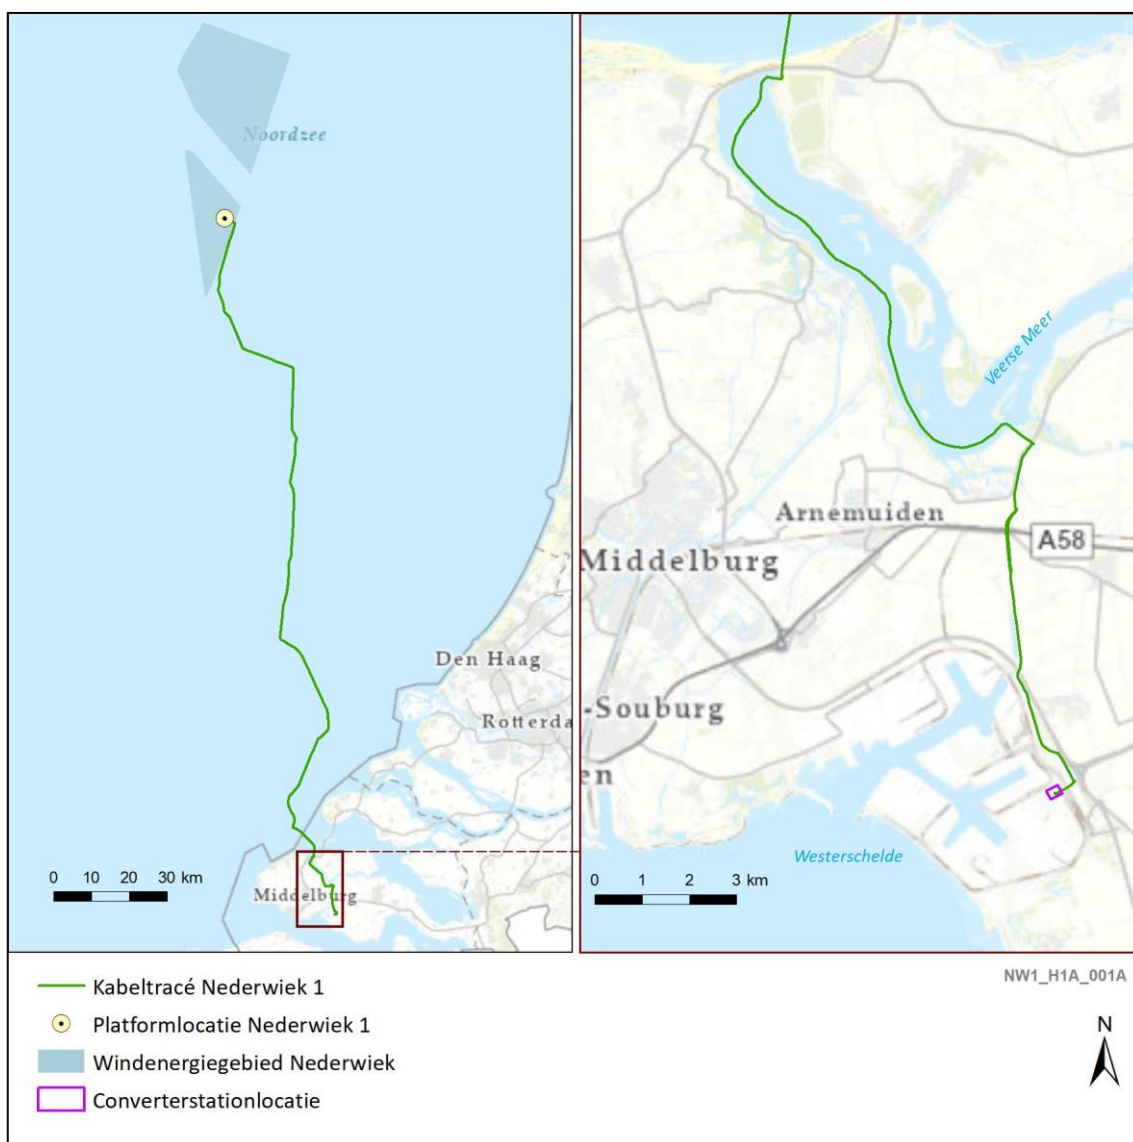 Noordzee
Den Haag
Rotterda
0 10 20 30 km
Middelburg
Veerse Meer
Arnemuiden
A58
Middelburg
-Souburg
en
Westerschelde
0 1 2 3 km
NW1_H1A_001A
Kabeltracé Nederwiek 1
Platformlocatie Nederwiek 1
Windenergiegebied Nederwiek
Converterstationlocatie
N